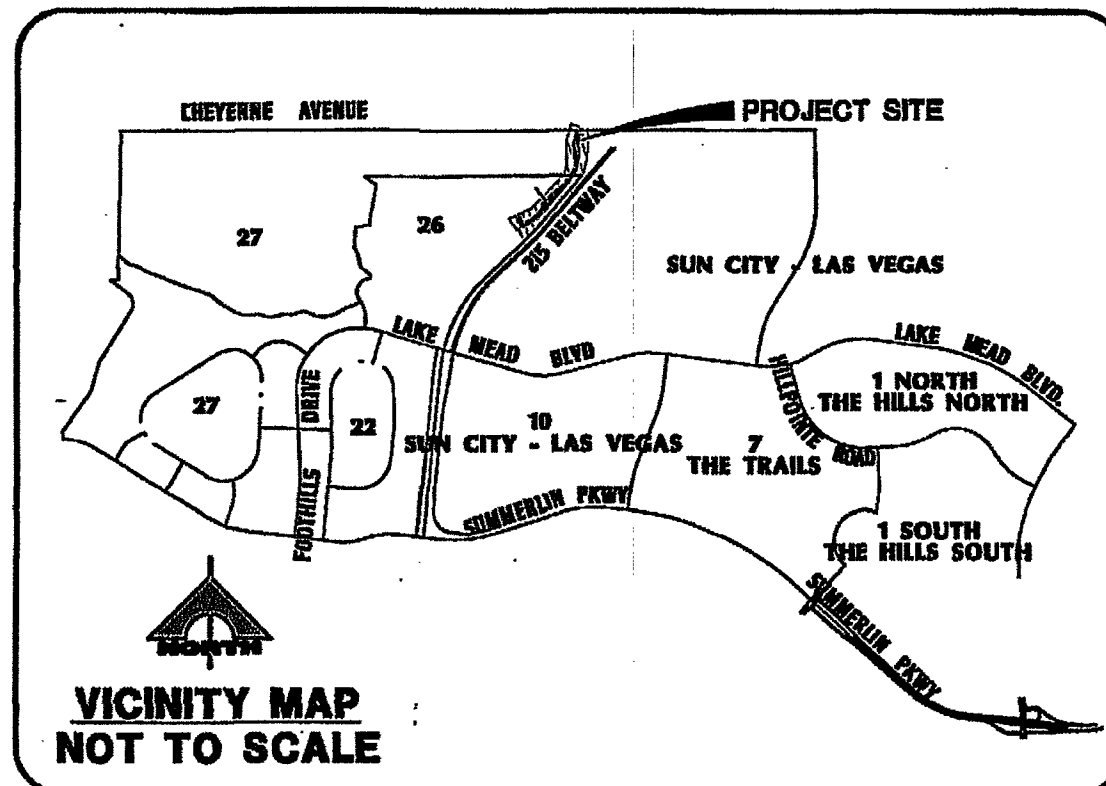 CHEYENNE AVENUE
PROJECT SITE
27
26
215 BELTWAY
SUN CITY - LAS VEGAS
LAKE MEAD BLVD
LAKE MEAD BLVD.
HILLPOINTE ROAD
1 NORTH
THE HILLS NORTH
27
FOOTHILLS DRIVE
22
10
SUN CITY - LAS VEGAS
7
THE TRAILS
SUMMERLIN PKWY
1 SOUTH
THE HILLS SOUTH
SUMMERLIN PKWY
NORTH
VICINITY MAP
NOT TO SCALE